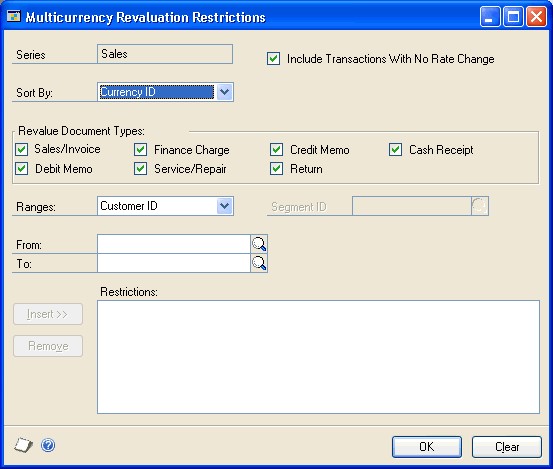 Multicurrency Revaluation Restrictions
Series Sales Include Transactions With No Rate Change
Sort By: Currency ID
Revalue Document Types:
Sales/Invoice Finance Charge Credit Memo Cash Receipt
Debit Memo Service/Repair Return
Ranges: Customer ID Segment ID
From:
To:
Restrictions:
Insert >>
Remove
OK Clear